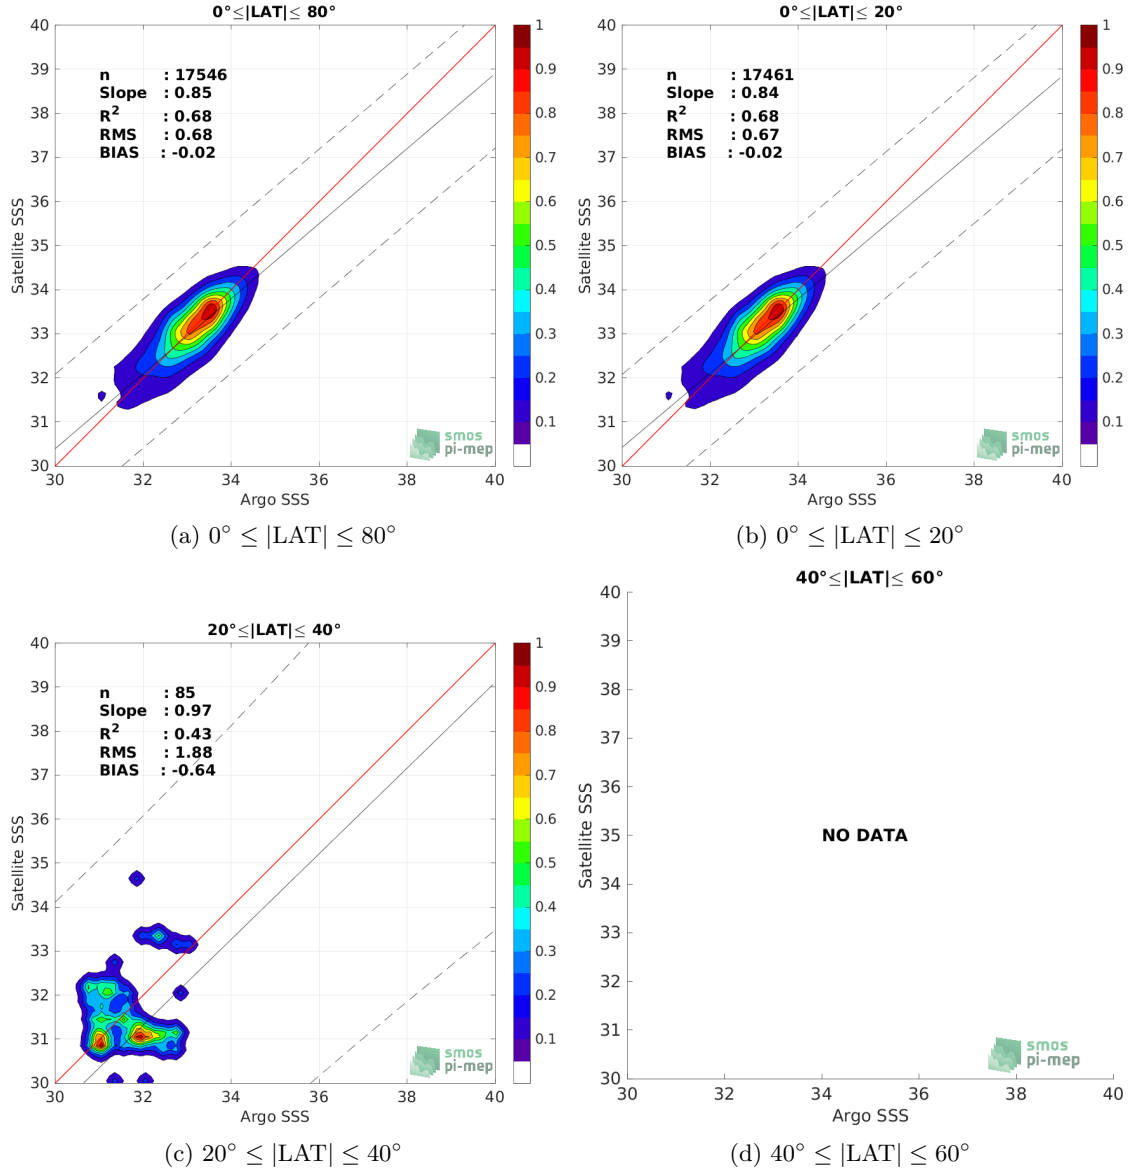 0°≤|LAT|≤ 80°
n : 17546
Slope : 0.85
R² : 0.68
RMS : 0.68
BIAS : -0.02
40
39
38
37
36
35
34
33
32
31
30
Satellite SSS
30 32 34 36 38 40
Argo SSS
1
0.9
0.8
0.7
0.6
0.5
0.4
0.3
0.2
0.1
smos
pi-mep
(a) 0° ≤ |LAT| ≤ 80°
0°≤|LAT|≤ 20°
n : 17461
Slope : 0.84
R² : 0.68
RMS : 0.67
BIAS : -0.02
40
39
38
37
36
35
34
33
32
31
30
Satellite SSS
30 32 34 36 38 40
Argo SSS
1
0.9
0.8
0.7
0.6
0.5
0.4
0.3
0.2
0.1
smos
pi-mep
(b) 0° ≤ |LAT| ≤ 20°
20°≤|LAT|≤ 40°
n : 85
Slope : 0.97
R² : 0.43
RMS : 1.88
BIAS : -0.64
40
39
38
37
36
35
34
33
32
31
30
Satellite SSS
30 32 34 36 38 40
Argo SSS
1
0.9
0.8
0.7
0.6
0.5
0.4
0.3
0.2
0.1
smos
pi-mep
(c) 20° ≤ |LAT| ≤ 40°
40°≤|LAT|≤ 60°
40
39
38
37
36
35
34
33
32
31
30
Satellite SSS
NO DATA
30 32 34 36 38 40
Argo SSS
smos
pi-mep
(d) 40° ≤ |LAT| ≤ 60°